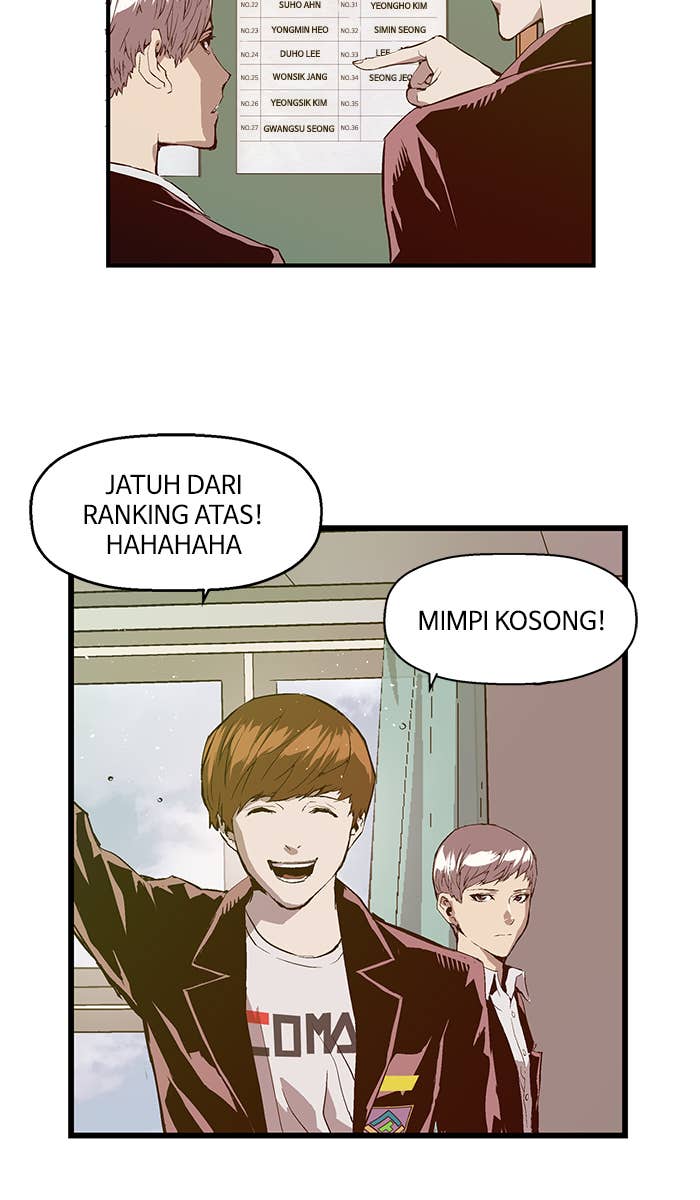 NO.22 SUHO AHN NO.31 YEONGHO KIM
NO.23 YONGMIN HEO NO.32 SIMIN SEONG
NO.24 DUHO LEE NO.33 LEE
NO.25 WONSIK JANG NO.34 SEONG
NO.26 YEONGSIK KIM NO.35
NO.27 GWANGSU SEONG NO.36
JATUH DARI
RANKING ATAS!
HAHAHAHA
MIMPI KOSONG!
COMA